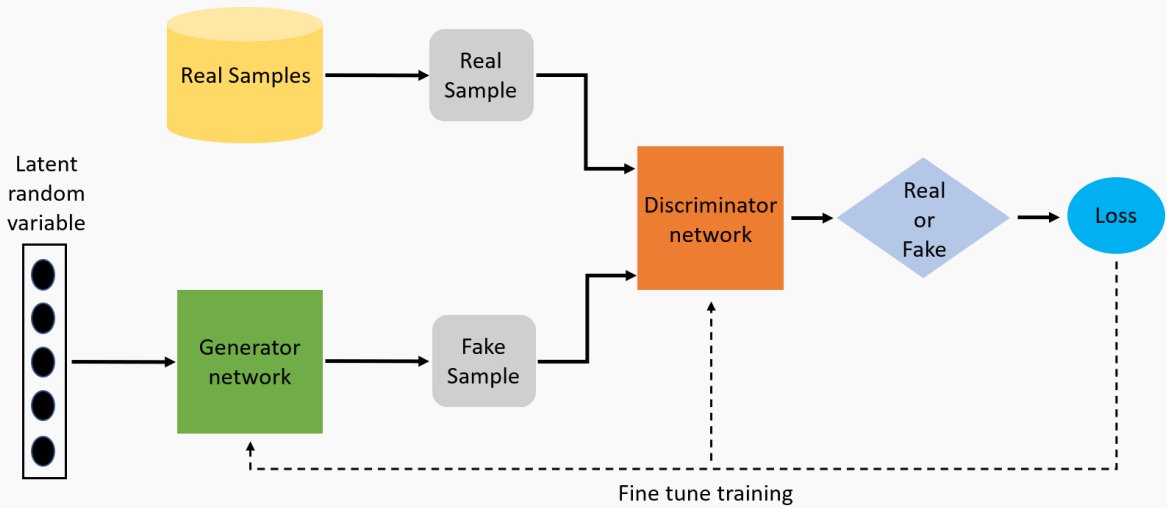 Real Samples
Real
Sample
Latent
random
variable
Discriminator
network
Real
or
Fake
Loss
Generator
network
Fake
Sample
Fine tune training